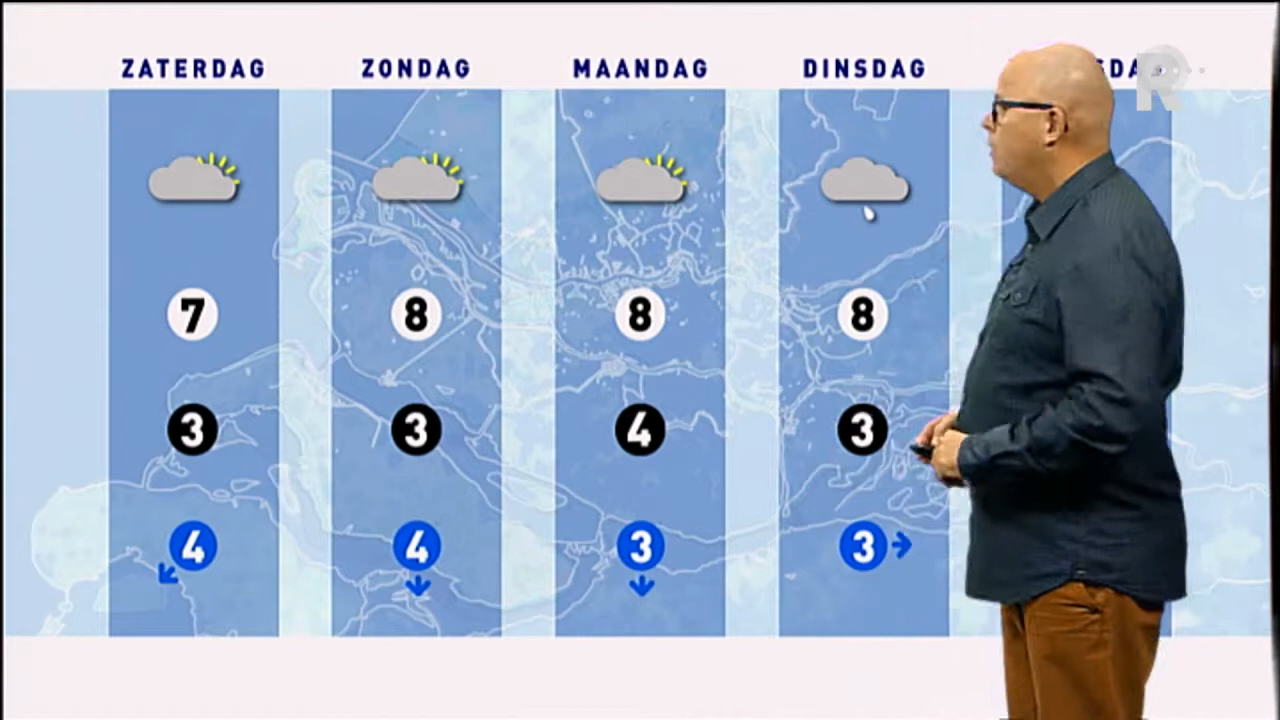 ZATERDAG ZONDAG MAANDAG DINSDAG
R
7 8 8 8
3 3 4 3
4 4 3 3